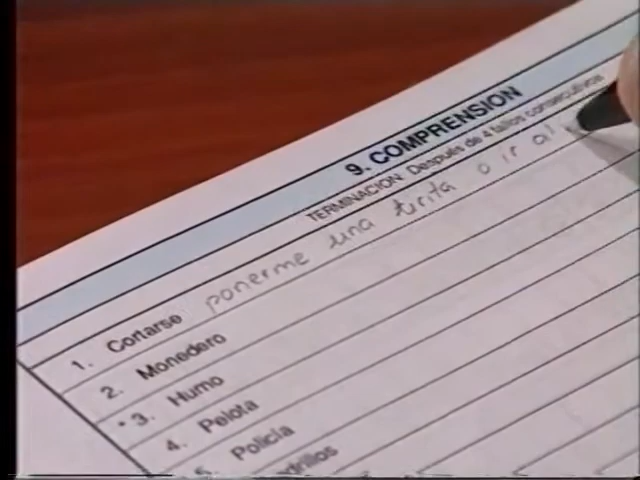 9. COMPRENSION
TERMINACION: Después de 4 fallos consecutivos
1. Cortarse ponerme una tirita o ir al
2. Monedero
*3. Humo
4. Pelota
5. Policía